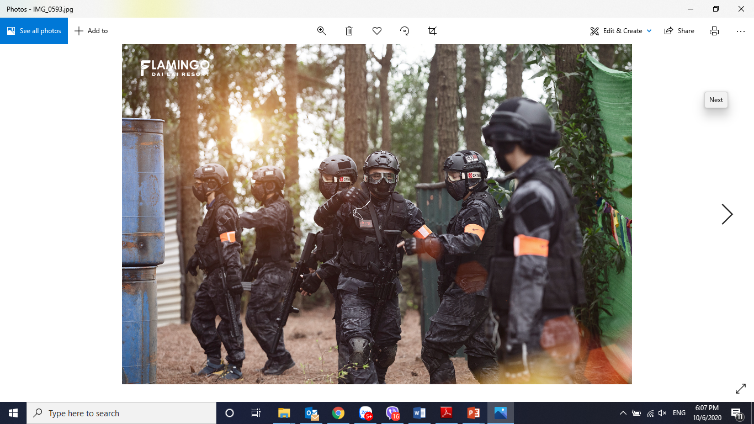 Photos - IMG_0593.jpg
See all photos
Add to
Edit & Create
Share
FLAMINGO
DAI LAI RESORT
Next
Type here to search
ENG
6:07 PM
10/6/2020